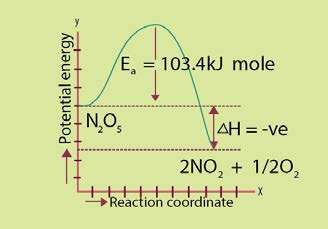 y
Potential energy
Eₐ = 103.4kJ mole
N₂O₅
ΔH = -ve
2NO₂ + 1/2O₂
x
Reaction coordinate